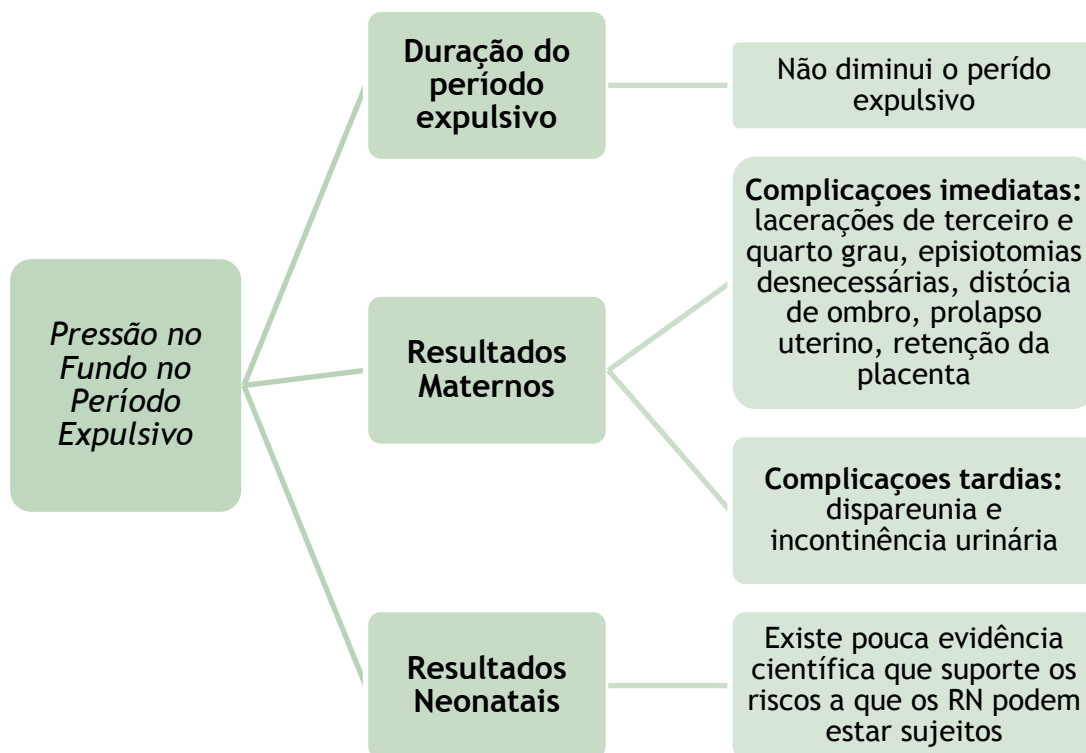 Pressão no
Fundo no
Período
Expulsivo
Duração do
período
expulsivo
Não diminui o perído
expulsivo
Resultados
Maternos
Complicaçoes imediatas:
lacerações de terceiro e
quarto grau, episiotomias
desnecessárias, distócia
de ombro, prolapso
uterino, retenção da
placenta
Complicaçoes tardias:
dispareunia e
incontinência urinária
Resultados
Neonatais
Existe pouca evidência
científica que suporte os
riscos a que os RN podem
estar sujeitos